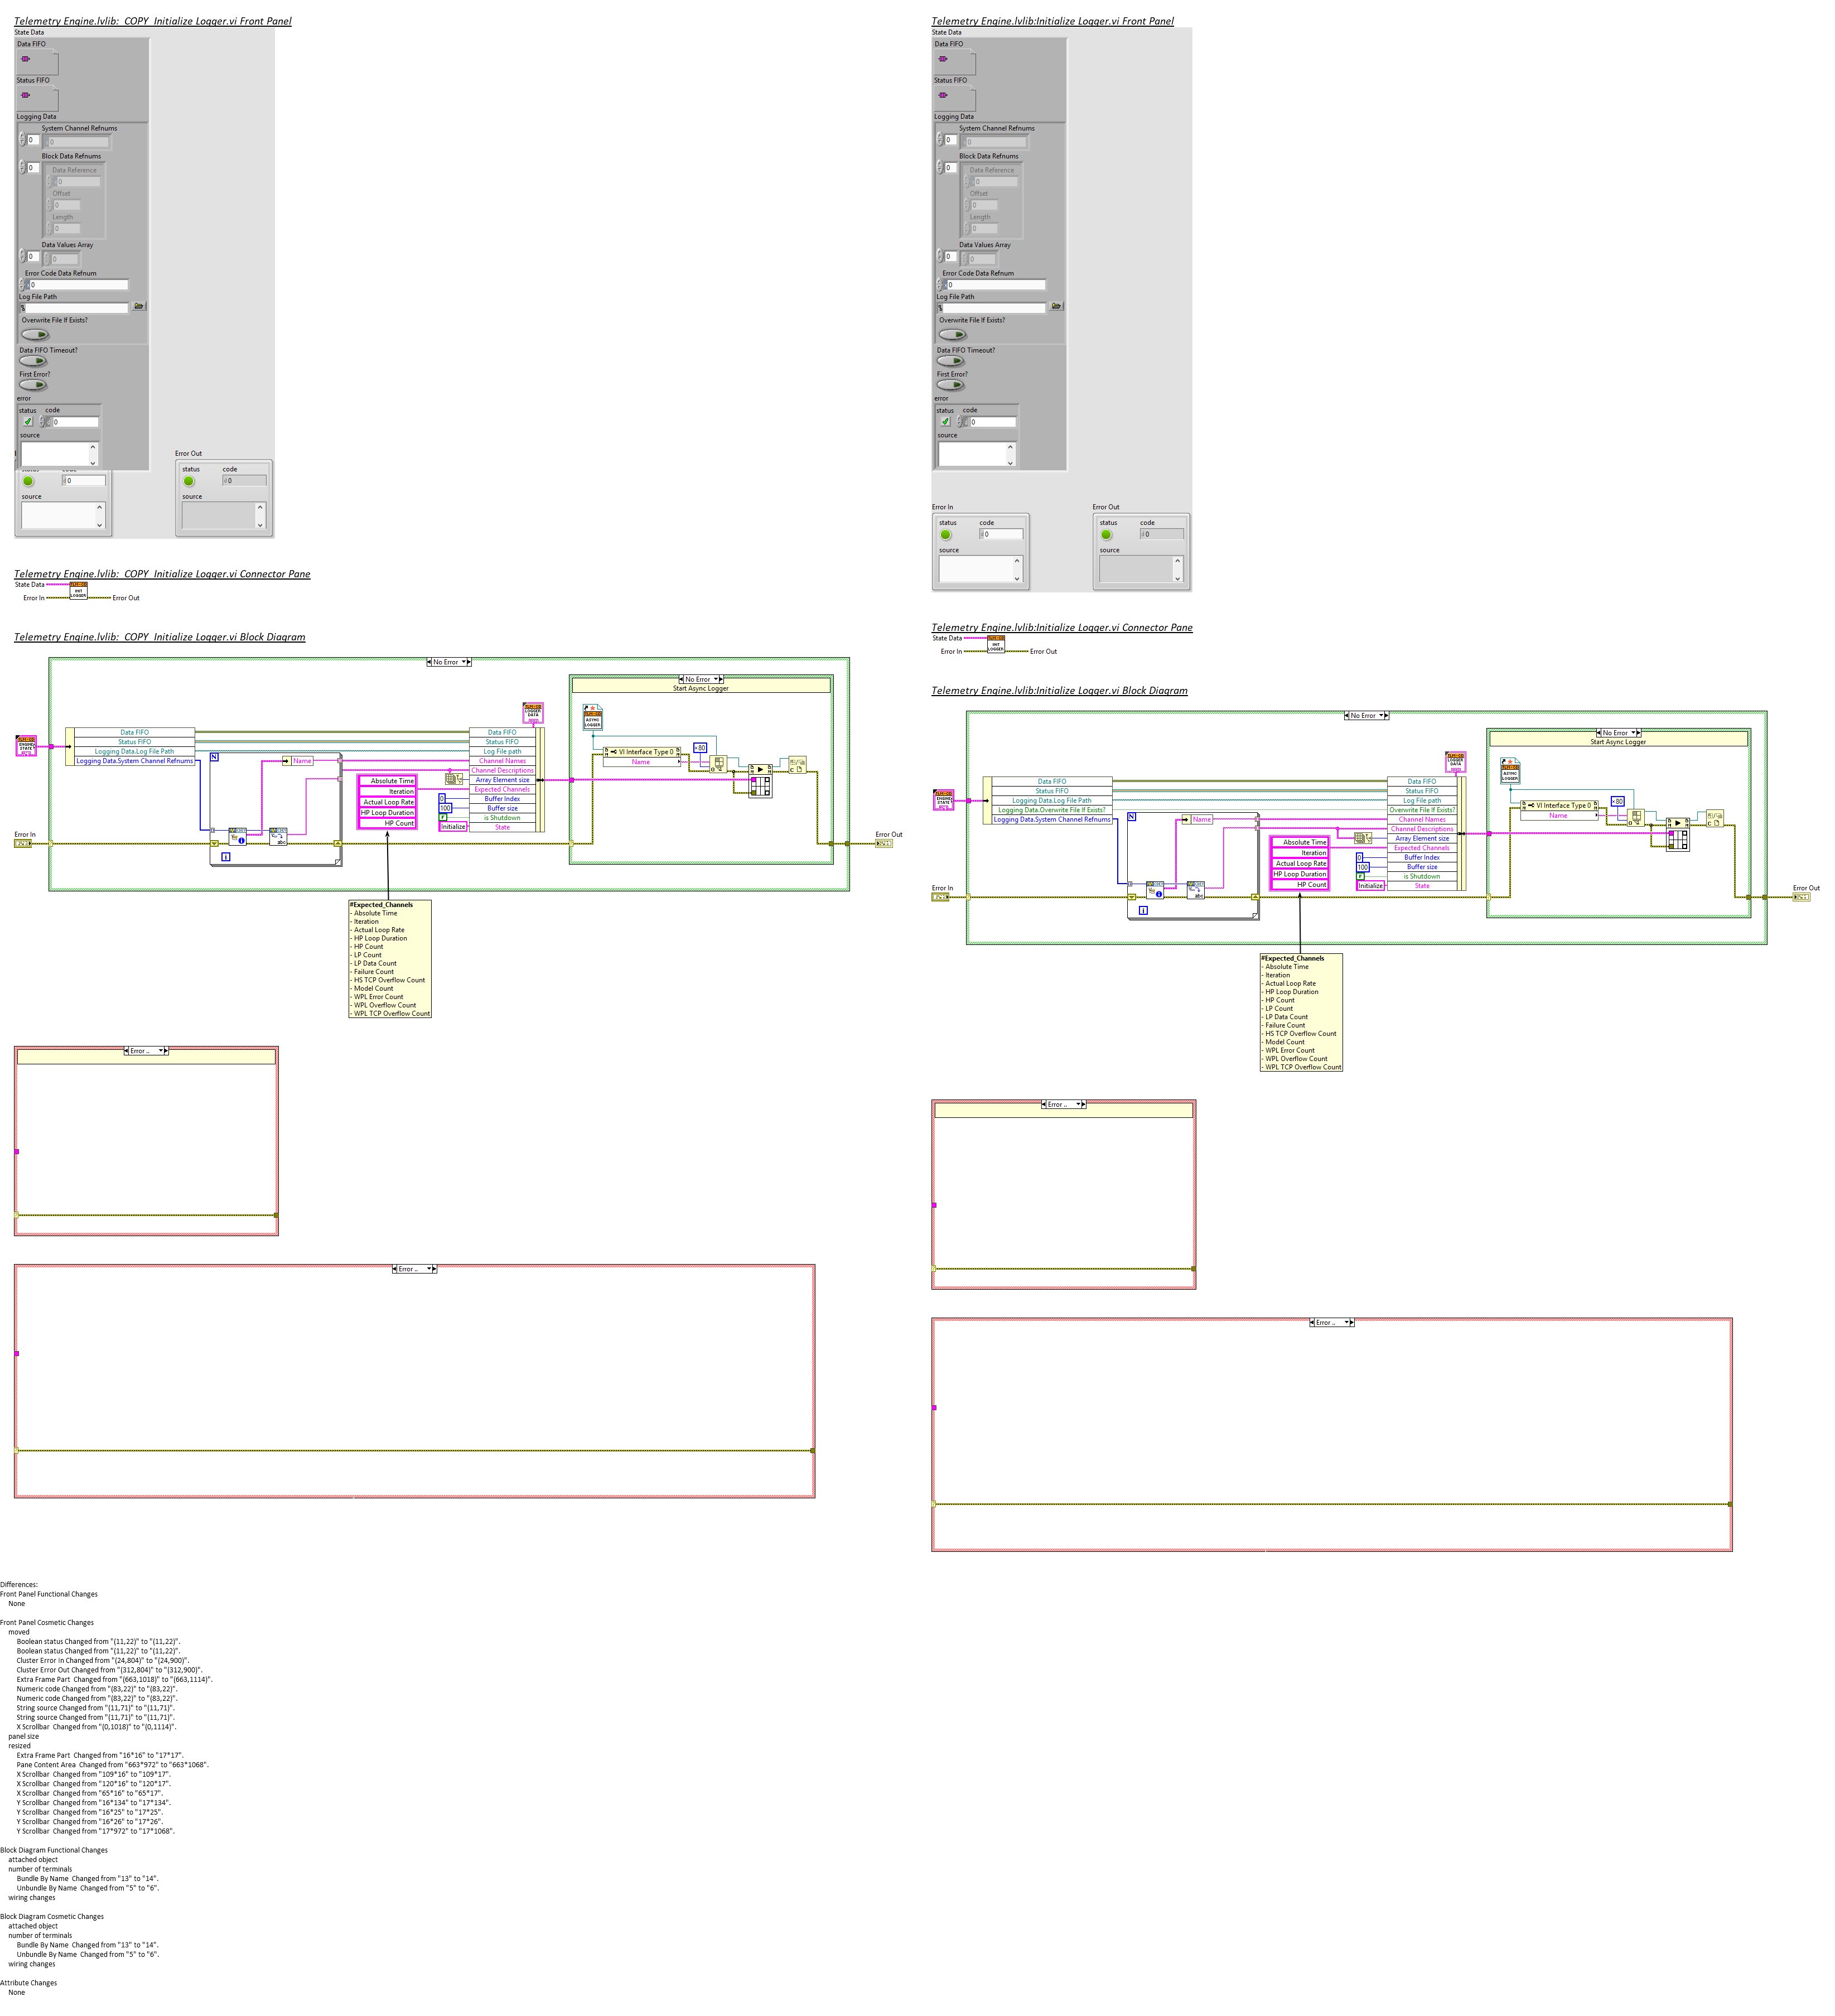 Telemetry Engine.lvlib:  COPY  Initialize Logger.vi Front Panel
State Data
Data FIFO
Status FIFO
Logging Data
System Channel Refnums
0
0
Block Data Refnums
0
Data Reference
0
Offset
0
Length
0
Data Values Array
0
0
Error Code Data Refnum
0
Log File Path
Overwrite File If Exists?
Data FIFO Timeout?
First Error?
error
status
code
0
source
status
code
0
source
Error Out
status
code
0
source
Telemetry Engine.lvlib:  COPY  Initialize Logger.vi Connector Pane
State Data
Error In
Error Out
INIT
LOGGER
Telemetry Engine.lvlib:  COPY  Initialize Logger.vi Block Diagram
No Error
No Error
Start Async Logger
ENGINE
STATE
LOGGER
DATA
ASYNC
LOGGER
Data FIFO
Status FIFO
Logging Data.Log File Path
Logging Data.System Channel Refnums
N
Name
i
abc
Absolute Time
Iteration
Actual Loop Rate
HP Loop Duration
HP Count
0
100
F
Initialize
Data FIFO
Status FIFO
Log File path
Channel Names
Channel Descriptions
Array Element size
Expected Channels
Buffer Index
Buffer size
is Shutdown
State
VI Interface Type 0
Name
x80
Error In
Error Out
#Expected_Channels
- Absolute Time
- Iteration
- Actual Loop Rate
- HP Loop Duration
- HP Count
- LP Count
- LP Data Count
- Failure Count
- HS TCP Overflow Count
- Model Count
- WPL Error Count
- WPL Overflow Count
- WPL TCP Overflow Count
Error ..
Error ..
Telemetry Engine.lvlib:Initialize Logger.vi Front Panel
State Data
Data FIFO
Status FIFO
Logging Data
System Channel Refnums
0
0
Block Data Refnums
0
Data Reference
0
Offset
0
Length
0
Data Values Array
0
0
Error Code Data Refnum
0
Log File Path
Overwrite File If Exists?
Data FIFO Timeout?
First Error?
error
status
code
0
source
Error In
status
code
0
source
Error Out
status
code
0
source
Telemetry Engine.lvlib:Initialize Logger.vi Connector Pane
State Data
Error In
Error Out
INIT
LOGGER
Telemetry Engine.lvlib:Initialize Logger.vi Block Diagram
No Error
No Error
Start Async Logger
ENGINE
STATE
LOGGER
DATA
ASYNC
LOGGER
Data FIFO
Status FIFO
Logging Data.Log File Path
Logging Data.Overwrite File If Exists?
Logging Data.System Channel Refnums
N
Name
i
abc
Absolute Time
Iteration
Actual Loop Rate
HP Loop Duration
HP Count
0
100
F
Initialize
Data FIFO
Status FIFO
Log File path
Overwrite File If Exists?
Channel Names
Channel Descriptions
Array Element size
Expected Channels
Buffer Index
Buffer size
is Shutdown
State
VI Interface Type 0
Name
x80
Error In
Error Out
#Expected_Channels
- Absolute Time
- Iteration
- Actual Loop Rate
- HP Loop Duration
- HP Count
- LP Count
- LP Data Count
- Failure Count
- HS TCP Overflow Count
- Model Count
- WPL Error Count
- WPL Overflow Count
- WPL TCP Overflow Count
Error ..
Error ..
Differences:
Front Panel Functional Changes
None
Front Panel Cosmetic Changes
moved
Boolean status Changed from "(11,22)" to "(11,22)".
Boolean status Changed from "(11,22)" to "(11,22)".
Cluster Error In Changed from "(24,804)" to "(24,900)".
Cluster Error Out Changed from "(312,804)" to "(312,900)".
Extra Frame Part  Changed from "(663,1018)" to "(663,1114)".
Numeric code Changed from "(83,22)" to "(83,22)".
Numeric code Changed from "(83,22)" to "(83,22)".
String source Changed from "(11,71)" to "(11,71)".
String source Changed from "(11,71)" to "(11,71)".
X Scrollbar  Changed from "(0,1018)" to "(0,1114)".
panel size
resized
Extra Frame Part  Changed from "16*16" to "17*17".
Pane Content Area  Changed from "663*972" to "663*1068".
X Scrollbar  Changed from "109*16" to "109*17".
X Scrollbar  Changed from "120*16" to "120*17".
X Scrollbar  Changed from "65*16" to "65*17".
Y Scrollbar  Changed from "16*134" to "17*134".
Y Scrollbar  Changed from "16*25" to "17*25".
Y Scrollbar  Changed from "16*26" to "17*26".
Y Scrollbar  Changed from "17*972" to "17*1068".
Block Diagram Functional Changes
attached object
number of terminals
Bundle By Name  Changed from "13" to "14".
Unbundle By Name  Changed from "5" to "6".
wiring changes
Block Diagram Cosmetic Changes
attached object
number of terminals
Bundle By Name  Changed from "13" to "14".
Unbundle By Name  Changed from "5" to "6".
wiring changes
Attribute Changes
None